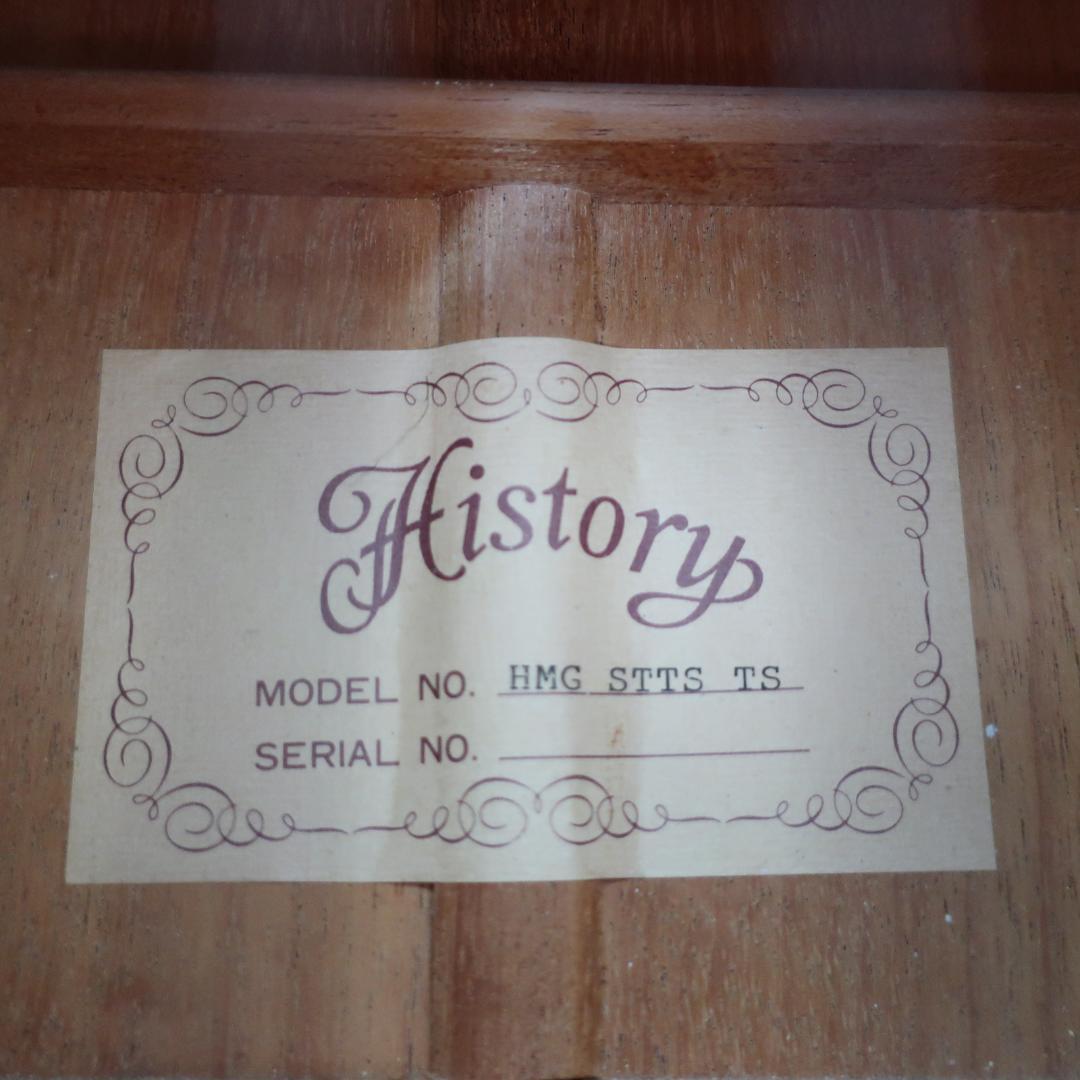 History
MODEL NO. HMG STTS TS
SERIAL NO.